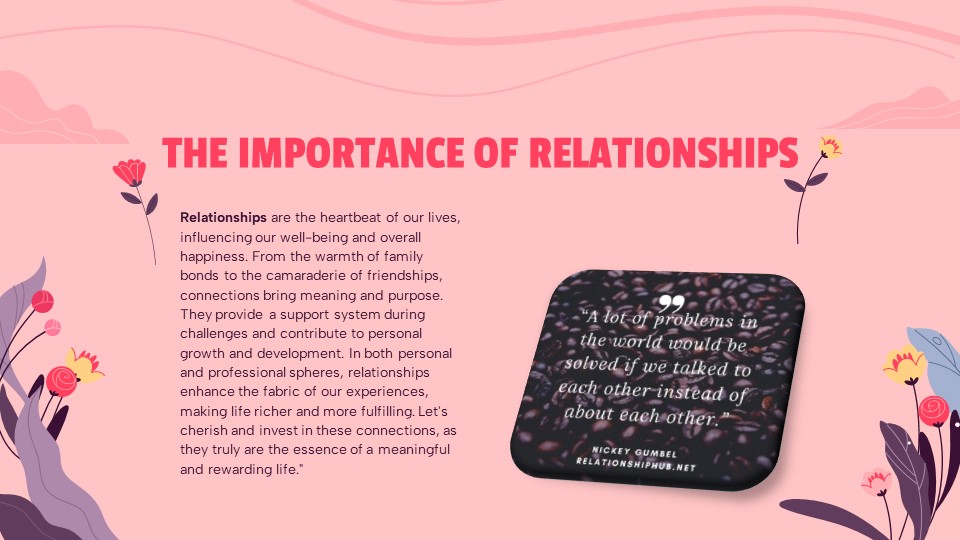 THE IMPORTANCE OF RELATIONSHIPS
Relationships are the heartbeat of our lives,
influencing our well-being and overall
happiness. From the warmth of family
bonds to the camaraderie of friendships,
connections bring meaning and purpose.
They provide a support system during
challenges and contribute to personal
growth and development. In both personal
and professional spheres, relationships
enhance the fabric of our experiences,
making life richer and more fulfilling. Let's
cherish and invest in these connections, as
they truly are the essence of a meaningful
and rewarding life."
”
“A lot of problems in
the world would be
solved if we talked to
each other instead of
about each other.”
NICKEY GUMBEL
RELATIONSHIPHUB.NET